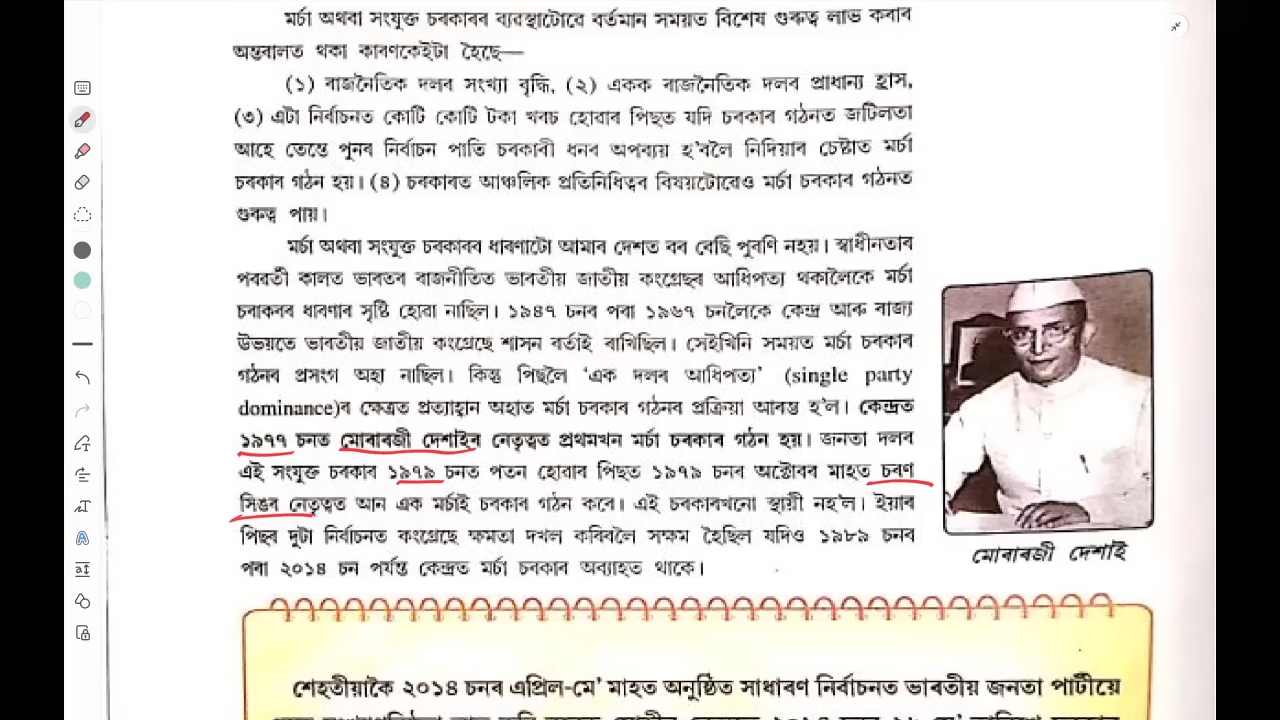 মৰ্চা অথবা সংযুক্ত চৰকাৰৰ ব্যৱস্থাটোৱে বৰ্তমান সময়ত বিশেষ গুৰুত্ব লাভ কৰাৰ
অন্তৰালত থকা কাৰণকেইটা হৈছে—
(১) ৰাজনৈতিক দলৰ সংখ্যা বৃদ্ধি, (২) একক ৰাজনৈতিক দলৰ প্ৰাধান্য হ্ৰাস,
(৩) এটা নিৰ্বাচনত কোটি কোটি টকা খৰচ হোৱাৰ পিছত যদি চৰকাৰ গঠনত জটিলতা
আহে তেন্তে পুনৰ নিৰ্বাচন পাতি চৰকাৰী ধনৰ অপব্যয় হ'বলৈ নিদিয়াৰ চেষ্টাত মৰ্চা
চৰকাৰ গঠন হয়। (৪) চৰকাৰত আঞ্চলিক প্ৰতিনিধিত্বৰ বিষয়টোৱেও মৰ্চা চৰকাৰ গঠনত
গুৰুত্ব পায়।
মৰ্চা অথবা সংযুক্ত চৰকাৰৰ ধাৰণাটো আমাৰ দেশত বৰ বেছি পুৰণি নহয়। স্বাধীনতাৰ
পৰৱৰ্তী কালত ভাৰতৰ ৰাজনীতিত ভাৰতীয় জাতীয় কংগ্ৰেছৰ আধিপত্য থকালৈকে মৰ্চা
চৰাকৰৰ ধাৰণাৰ সৃষ্টি হোৱা নাছিল। ১৯৪৭ চনৰ পৰা ১৯৬৭ চনলৈকে কেন্দ্ৰ আৰু ৰাজ্য
উভয়তে ভাৰতীয় জাতীয় কংগ্ৰেছে শাসন বৰ্তাই ৰাখিছিল। সেইখিনি সময়ত মৰ্চা চৰকাৰ
গঠনৰ প্ৰসংগ অহা নাছিল। কিন্তু পিছলৈ ‘এক দলৰ আধিপত্য’ (single party
dominance)ৰ ক্ষেত্ৰত প্ৰত্যাহ্বান অহাত মৰ্চা চৰকাৰ গঠনৰ প্ৰক্ৰিয়া আৰম্ভ হ'ল। কেন্দ্ৰত
১৯৭৭ চনত মোৰাৰজী দেশাইৰ নেতৃত্বত প্ৰথমখন মৰ্চা চৰকাৰ গঠন হয়। জনতা দলৰ
এই সংযুক্ত চৰকাৰ ১৯৭৯ চনত পতন হোৱাৰ পিছত ১৯৭৯ চনৰ অক্টোবৰ মাহত চৰণ
সিঙৰ নেতৃত্বত আন এক মৰ্চাই চৰকাৰ গঠন কৰে। এই চৰকাৰখনো স্থায়ী নহ'ল। ইয়াৰ
পিছৰ দুটা নিৰ্বাচনত কংগ্ৰেছে ক্ষমতা দখল কৰিবলৈ সক্ষম হৈছিল যদিও ১৯৮৯ চনৰ
পৰা ২০১৪ চন পৰ্যন্ত কেন্দ্ৰত মৰ্চা চৰকাৰ অব্যাহত থাকে।
মোৰাৰজী দেশাই
শেহতীয়াকৈ ২০১৪ চনৰ এপ্ৰিল-মে' মাহত অনুষ্ঠিত সাধাৰণ নিৰ্বাচনত ভাৰতীয় জনতা পাৰ্টীয়ে